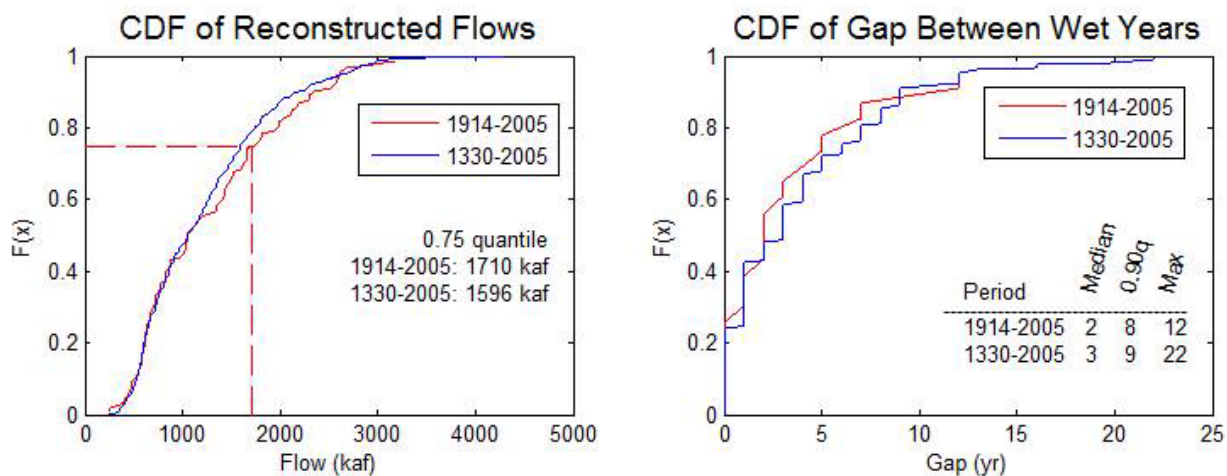 CDF of Reconstructed Flows
1
0.8
0.6
0.4
0.2
0
F(x)
1914-2005
1330-2005
0.75 quantile
1914-2005: 1710 kaf
1330-2005: 1596 kaf
0 1000 2000 3000 4000 5000
Flow (kaf)
CDF of Gap Between Wet Years
1
0.8
0.6
0.4
0.2
0
F(x)
1914-2005
1330-2005
Period Median 0.90q Max
1914-2005 2 8 12
1330-2005 3 9 22
0 5 10 15 20 25
Gap (yr)